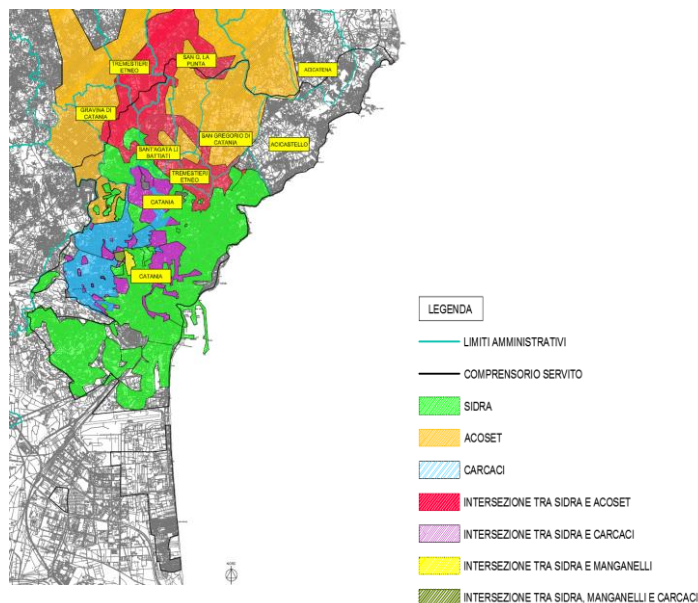 SAN G. LA
PUNTA
TREMESTIERI
ETNEO
ACICATENA
GRAVINA DI
CATANIA
SAN GREGORIO DI
CATANIA
ACICASTELLO
SANT'AGATA LI
BATTIATI
TREMESTIERI
ETNEO
CATANIA
CATANIA
LEGENDA
LIMITI AMMINISTRATIVI
COMPRENSORIO SERVITO
SIDRA
ACOSET
CARCACI
INTERSEZIONE TRA SIDRA E ACOSET
INTERSEZIONE TRA SIDRA E CARCACI
INTERSEZIONE TRA SIDRA E MANGANELLI
INTERSEZIONE TRA SIDRA, MANGANELLI E CARCACI